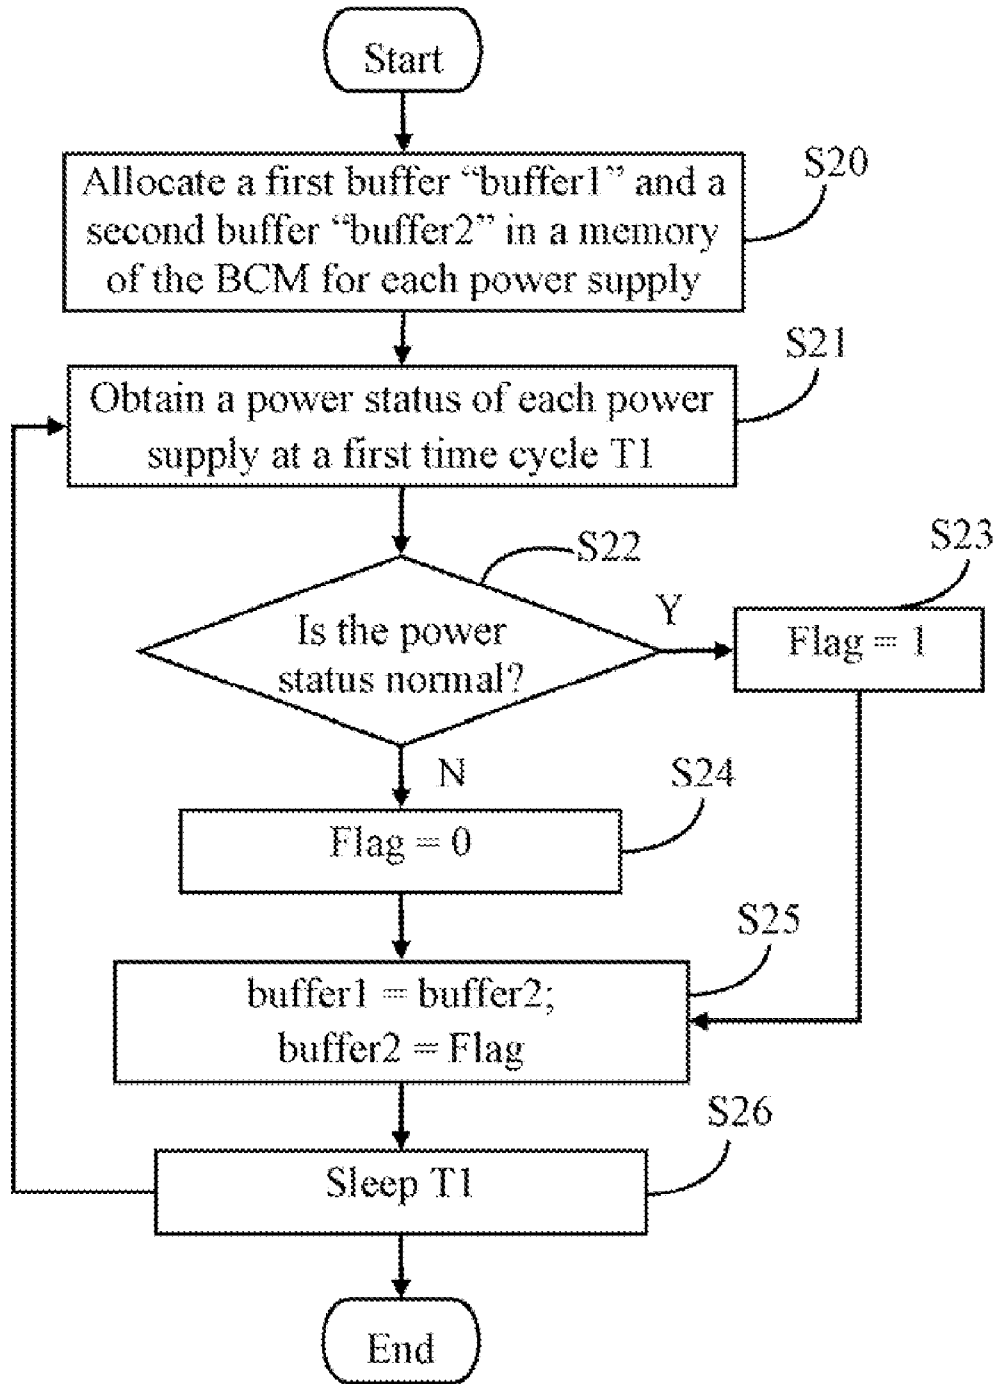 Start
Allocate a first buffer “buffer1” and a
second buffer “buffer2” in a memory
of the BCM for each power supply
S20
Obtain a power status of each power
supply at a first time cycle T1
S21
Is the power
status normal?
S22
Y
Flag = 1
S23
N
Flag = 0
S24
buffer1 = buffer2;
buffer2 = Flag
S25
Sleep T1
S26
End